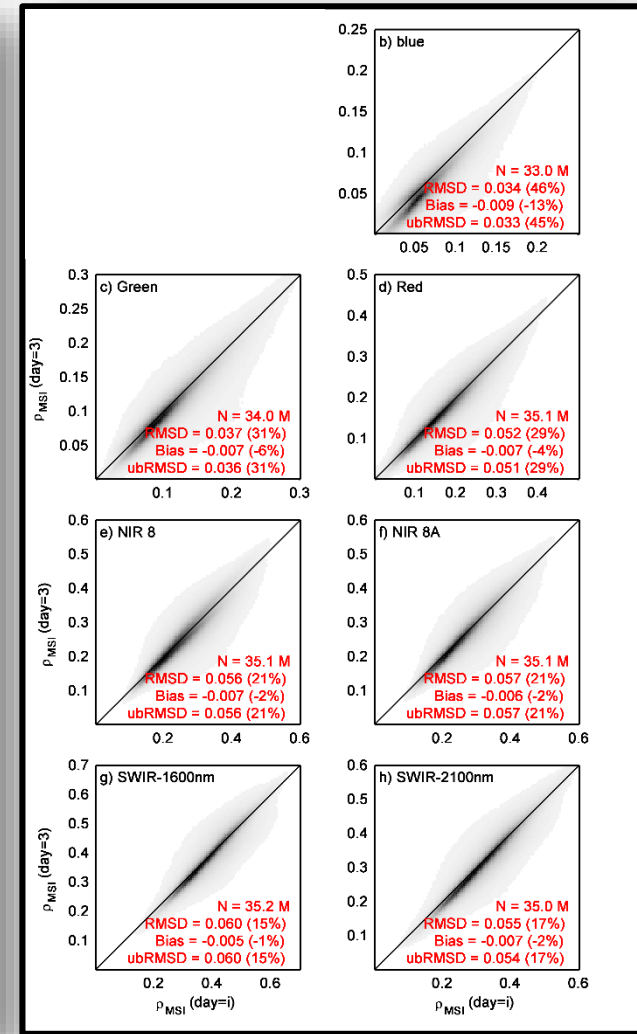 b) blue
0.25
0.2
0.15
0.1
0.05
N = 33.0 M
RMSD = 0.034 (46%)
Bias = -0.009 (-13%)
ubRMSD = 0.033 (45%)
0.05 0.1 0.15 0.2
c) Green
ρMSI (day=3)
0.3
0.25
0.2
0.15
0.1
0.05
N = 34.0 M
RMSD = 0.037 (31%)
Bias = -0.007 (-6%)
ubRMSD = 0.036 (31%)
0.1 0.2 0.3
d) Red
0.5
0.4
0.3
0.2
0.1
N = 35.1 M
RMSD = 0.052 (29%)
Bias = -0.007 (-4%)
ubRMSD = 0.051 (29%)
0.1 0.2 0.3 0.4
e) NIR 8
ρMSI (day=3)
0.6
0.5
0.4
0.3
0.2
0.1
N = 35.1 M
RMSD = 0.056 (21%)
Bias = -0.007 (-2%)
ubRMSD = 0.056 (21%)
0.2 0.4 0.6
f) NIR 8A
0.6
0.5
0.4
0.3
0.2
0.1
N = 35.1 M
RMSD = 0.057 (21%)
Bias = -0.006 (-2%)
ubRMSD = 0.057 (21%)
0.2 0.4 0.6
g) SWIR-1600nm
ρMSI (day=3)
0.7
0.6
0.5
0.4
0.3
0.2
0.1
N = 35.2 M
RMSD = 0.060 (15%)
Bias = -0.005 (-1%)
ubRMSD = 0.060 (15%)
0.2 0.4 0.6
ρMSI (day=i)
h) SWIR-2100nm
0.6
0.5
0.4
0.3
0.2
0.1
N = 35.0 M
RMSD = 0.055 (17%)
Bias = -0.007 (-2%)
ubRMSD = 0.054 (17%)
0.2 0.4 0.6
ρMSI (day=i)